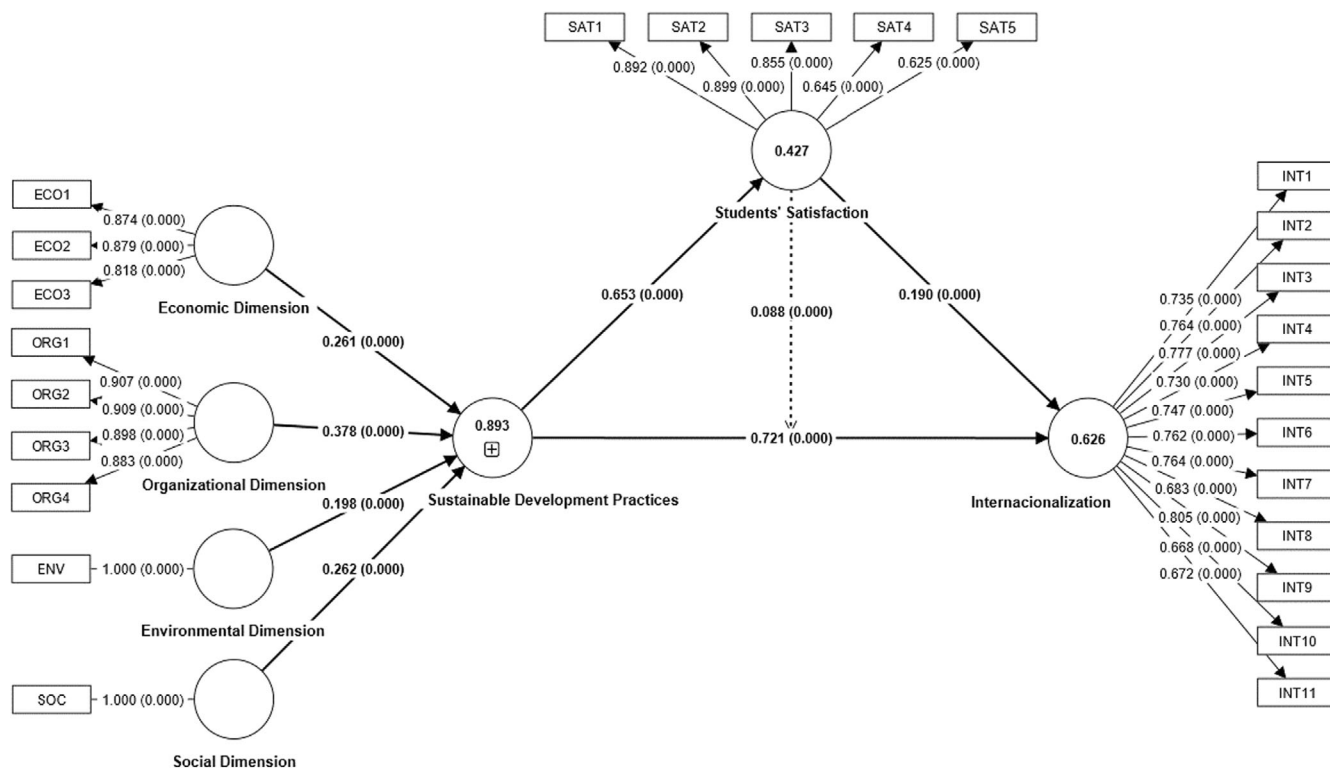 SAT1
SAT2
SAT3
SAT4
SAT5
0.892 (0.000)
0.899 (0.000)
0.855 (0.000)
0.645 (0.000)
0.625 (0.000)
0.427
Students' Satisfaction
ECO1
ECO2
ECO3
0.874 (0.000)
0.879 (0.000)
0.818 (0.000)
Economic Dimension
0.261 (0.000)
ORG1
ORG2
ORG3
ORG4
0.907 (0.000)
0.909 (0.000)
0.898 (0.000)
0.883 (0.000)
Organizational Dimension
0.378 (0.000)
ENV
1.000 (0.000)
Environmental Dimension
0.198 (0.000)
SOC
1.000 (0.000)
Social Dimension
0.262 (0.000)
0.893
Sustainable Development Practices
0.653 (0.000)
0.088 (0.000)
0.190 (0.000)
0.721 (0.000)
0.626
Internacionalization
0.735 (0.000)
0.764 (0.000)
0.777 (0.000)
0.730 (0.000)
0.747 (0.000)
0.762 (0.000)
0.764 (0.000)
0.683 (0.000)
0.805 (0.000)
0.668 (0.000)
0.672 (0.000)
INT1
INT2
INT3
INT4
INT5
INT6
INT7
INT8
INT9
INT10
INT11